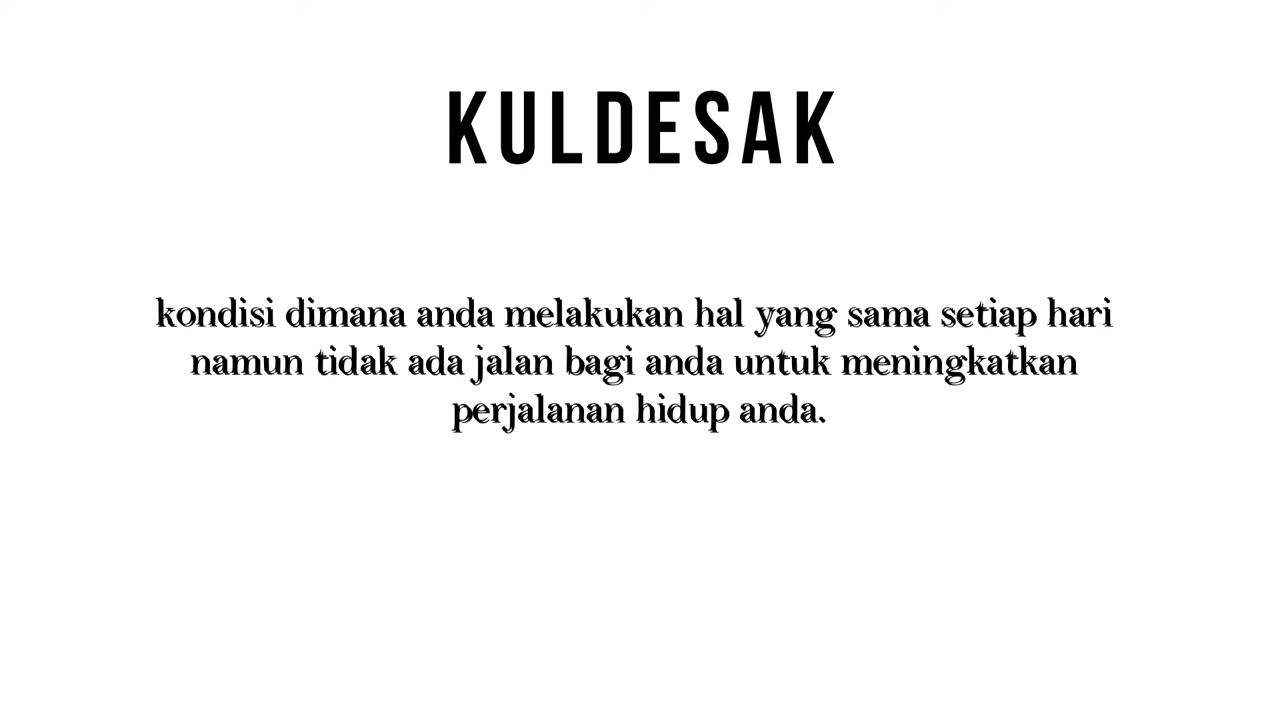 KULDESAK
kondisi dimana anda melakukan hal yang sama setiap hari
namun tidak ada jalan bagi anda untuk meningkatkan
perjalanan hidup anda.